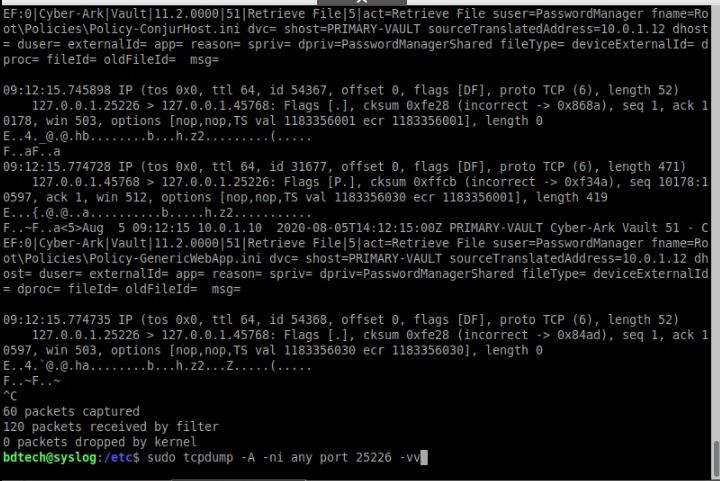 EF:0|Cyber-Ark|Vault|11.2.0000|51|Retrieve File|5|act=Retrieve File suser=PasswordManager fname=Ro
ot\Policies\Policy-ConjurHost.ini dvc= shost=PRIMARY-VAULT sourceTranslatedAddress=10.0.1.12 dhost
= duser= externalId= app= reason= spriv= dpriv=PasswordManagerShared fileType= deviceExternalId= d
proc= fileId= oldFileId=  msg=
09:12:15.745898 IP (tos 0x0, ttl 64, id 54367, offset 0, flags [DF], proto TCP (6), length 52)
    127.0.0.1.25226 > 127.0.0.1.45768: Flags [.], cksum 0xfe28 (incorrect -> 0x868a), seq 1, ack 1
0178, win 503, options [nop,nop,TS val 1183356001 ecr 1183356001], length 0
E..4._@.@.hb........b...h.z2.........(.....
F..aF..a
09:12:15.774728 IP (tos 0x0, ttl 64, id 31677, offset 0, flags [DF], proto TCP (6), length 471)
    127.0.0.1.45768 > 127.0.0.1.25226: Flags [P.], cksum 0xffcb (incorrect -> 0xf34a), seq 10178:1
0597, ack 1, win 512, options [nop,nop,TS val 1183356030 ecr 1183356001], length 419
E...{.@.@..a..........b.....h.z2...........
F..~F..a<5>Aug  5 09:12:15 10.0.1.10  2020-08-05T14:12:15:00Z PRIMARY-VAULT Cyber-Ark Vault 51 - C
EF:0|Cyber-Ark|Vault|11.2.0000|51|Retrieve File|5|act=Retrieve File suser=PasswordManager fname=Ro
ot\Policies\Policy-GenericWebApp.ini dvc= shost=PRIMARY-VAULT sourceTranslatedAddress=10.0.1.12 dh
ost= duser= externalId= app= reason= spriv= dpriv=PasswordManagerShared fileType= deviceExternalId
= dproc= fileId= oldFileId=  msg=
09:12:15.774735 IP (tos 0x0, ttl 64, id 54368, offset 0, flags [DF], proto TCP (6), length 52)
    127.0.0.1.25226 > 127.0.0.1.45768: Flags [.], cksum 0xfe28 (incorrect -> 0x84ad), seq 1, ack 1
0597, win 503, options [nop,nop,TS val 1183356030 ecr 1183356030], length 0
E..4.`@.@.ha........b...h.z2...Z.....(.....
F..~F..~
^C
60 packets captured
120 packets received by filter
0 packets dropped by kernel
bdtech@syslog:/etc$ sudo tcpdump -A -ni any port 25226 -vv